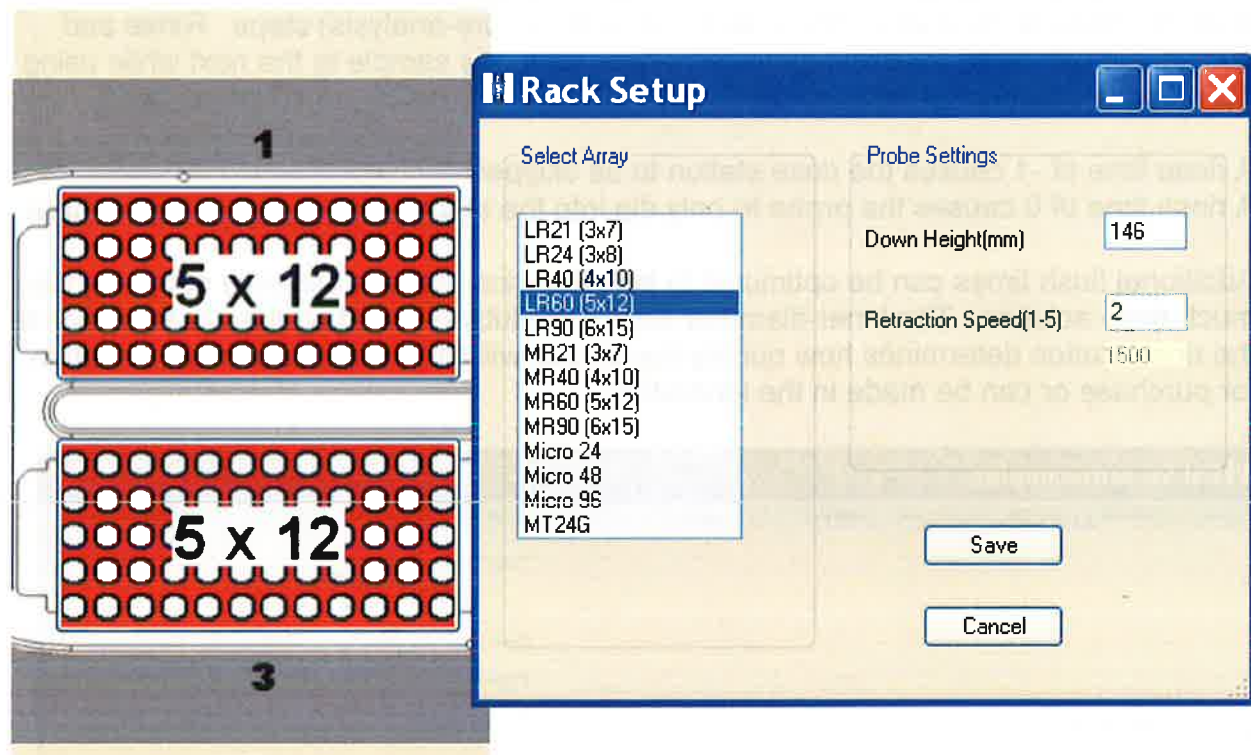 1
5 x 12
5 x 12
3
Rack Setup
Select Array
LR21 (3x7)
LR24 (3x8)
LR40 (4x10)
LR60 (5x12)
LR90 (6x15)
MR21 (3x7)
MR40 (4x10)
MR60 (5x12)
MR90 (6x15)
Micro 24
Micro 48
Micro 96
MT24G
Probe Settings
Down Height(mm)
146
Retraction Speed(1-5)
2
1500
Save
Cancel